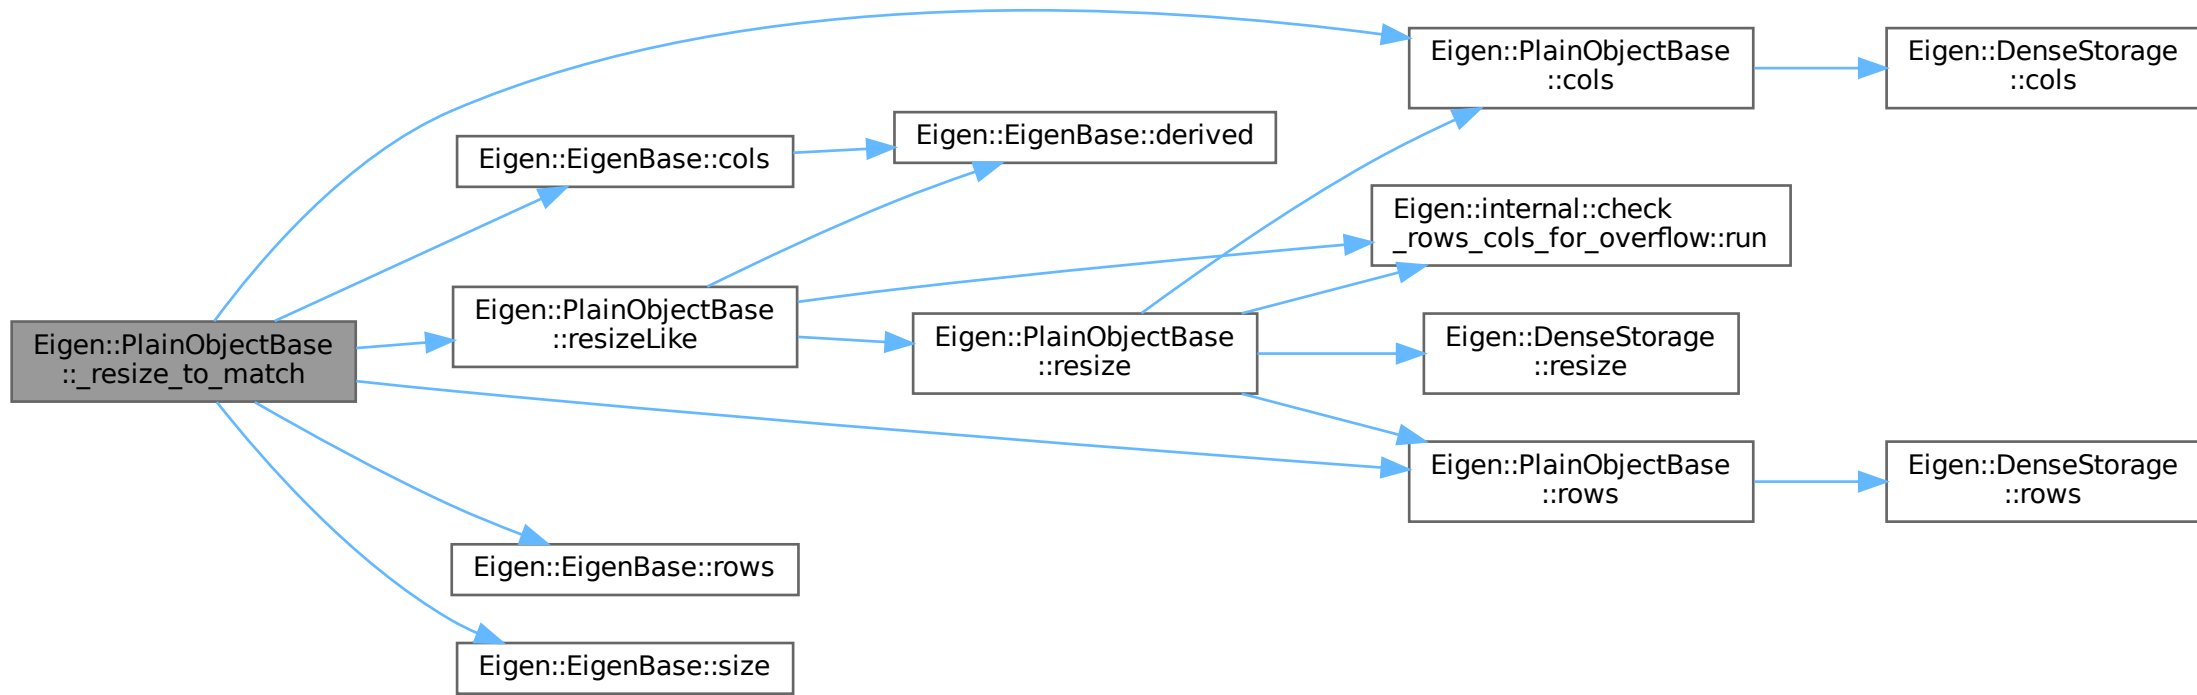 Eigen::PlainObjectBase
::_resize_to_match
Eigen::EigenBase::cols
Eigen::PlainObjectBase
::resizeLike
Eigen::EigenBase::rows
Eigen::EigenBase::size
Eigen::EigenBase::derived
Eigen::PlainObjectBase
::resize
Eigen::PlainObjectBase
::cols
Eigen::internal::check
_rows_cols_for_overflow::run
Eigen::DenseStorage
::resize
Eigen::PlainObjectBase
::rows
Eigen::DenseStorage
::cols
Eigen::DenseStorage
::rows